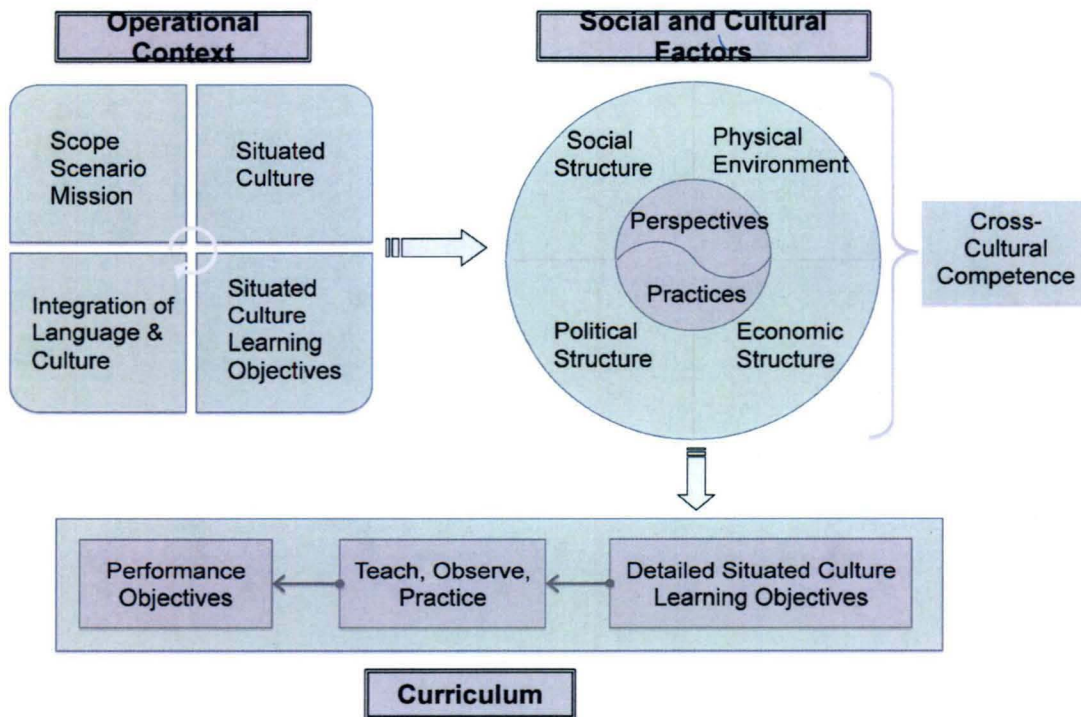 Operational
Context
Social and Cultural
Factors
Scope
Scenario
Mission
Situated
Culture
Integration of
Language &
Culture
Situated
Culture
Learning
Objectives
Social
Structure
Physical
Environment
Perspectives
Practices
Political
Structure
Economic
Structure
Cross-
Cultural
Competence
Performance
Objectives
Teach, Observe,
Practice
Detailed Situated Culture
Learning Objectives
Curriculum